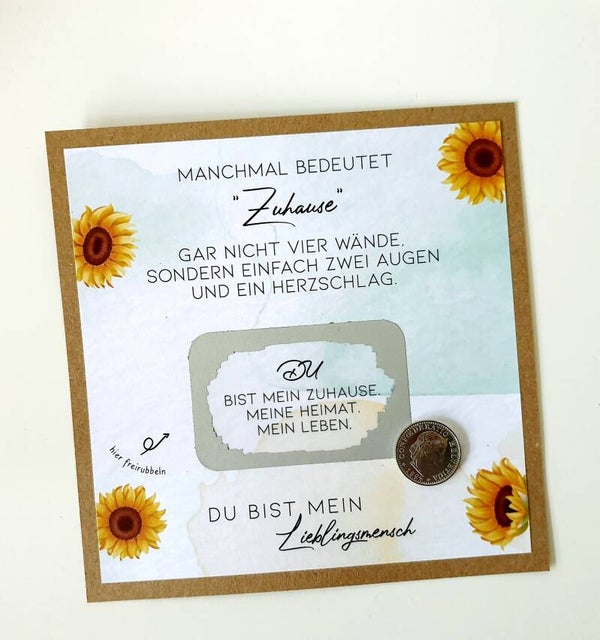 MANCHMAL BEDEUTET
"Zuhause"
GAR NICHT VIER WÄNDE.
SONDERN EINFACH ZWEI AUGEN
UND EIN HERZSCHLAG.
DU
BIST MEIN ZUHAUSE.
MEINE HEIMAT.
MEIN LEBEN.
hier freirubbeln
DU BIST MEIN
Lieblingsmensch